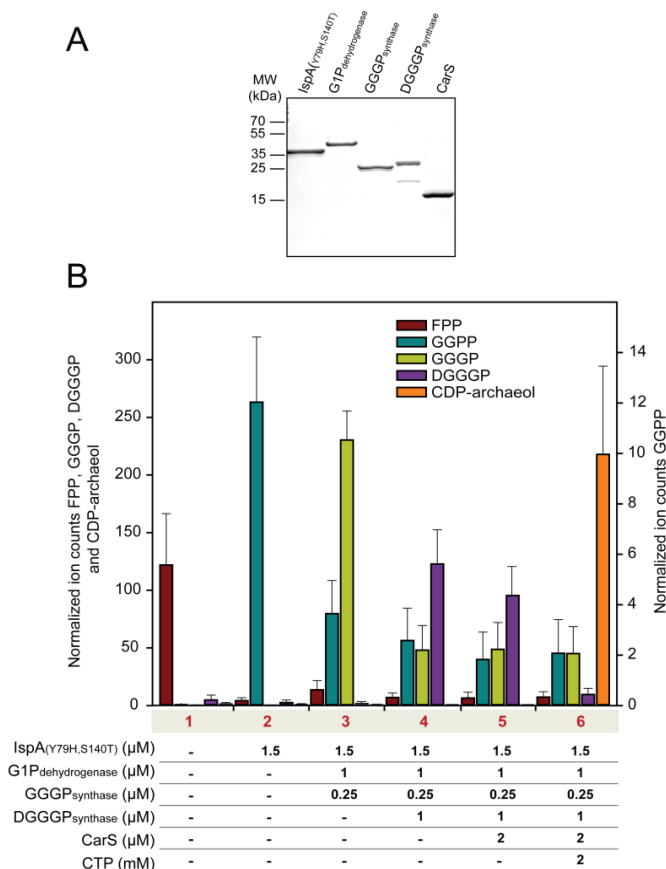 A
IspA(Y79H,S140T)
G1Pdehydrogenase
GGGPsynthase
DGGGPsynthase
CarS
MW
(kDa)
70
55
35
25
15
B
FPP
GGPP
GGGP
DGGGP
CDP-archaeol
Normalized ion counts FPP, GGGP, DGGGP
and CDP-archaeol
300
250
200
150
100
50
0
Normalized ion counts GGPP
14
12
10
8
6
4
2
0
1 2 3 4 5 6
IspA(Y79H,S140T) (μM) - 1.5 1.5 1.5 1.5 1.5
G1Pdehydrogenase (μM) - - 1 1 1 1
GGGPsynthase (μM) - - 0.25 0.25 0.25 0.25
DGGGPsynthase (μM) - - - 1 1 1
CarS (μM) - - - - 2 2
CTP (mM) - - - - - 2